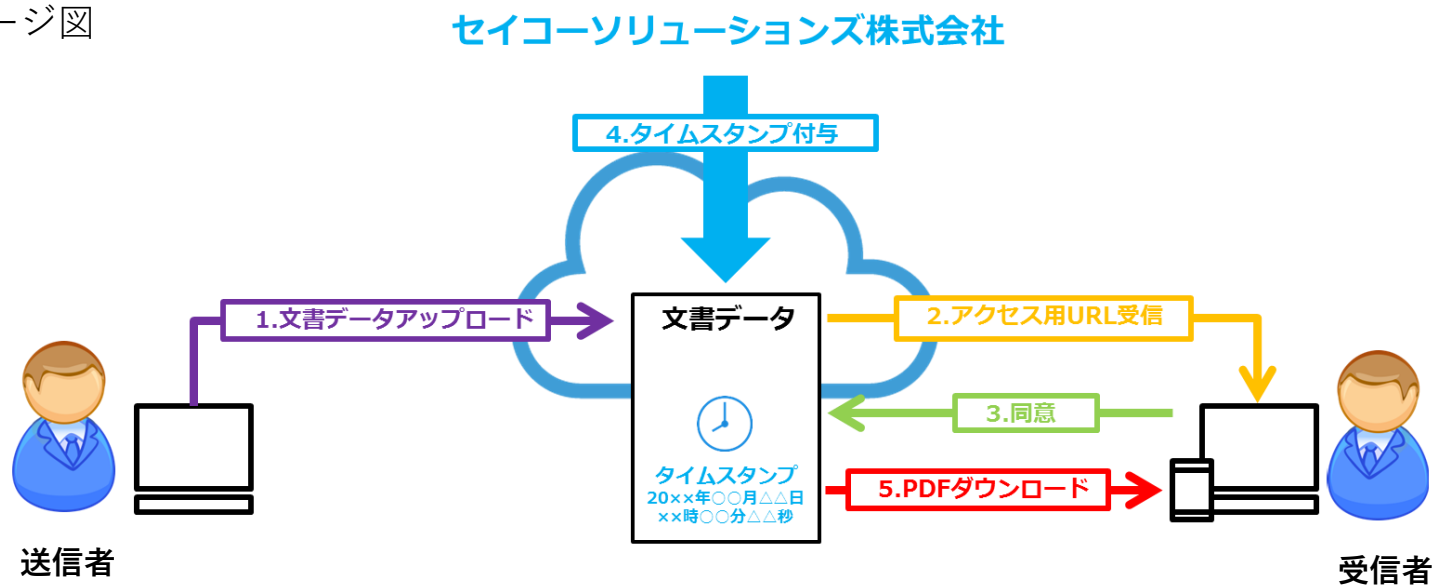 ージ図
セイコーソリューションズ株式会社
4.タイムスタンプ付与
1.文書データアップロード
文書データ
2.アクセス用URL受信
3.同意
タイムスタンプ
20××年○○月△△日
××時○○分△△秒
5.PDFダウンロード
送信者
受信者